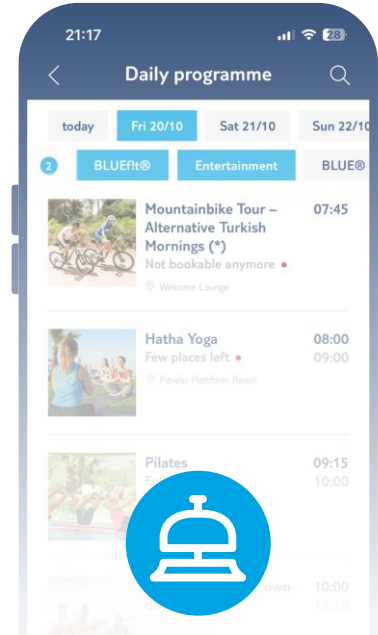 21:17
28
Daily programme
today
Fri 20/10
Sat 21/10
Sun 22/10
2
BLUEf!t®
Entertainment
BLUE®
Mountainbike Tour – 07:45
Alternative Turkish
Mornings (*)
Not bookable anymore
Welcome Lounge
Hatha Yoga 08:00
Few places left 09:00
Fitness Plattform Beach
Pilates 09:15
10:00
own 10:00